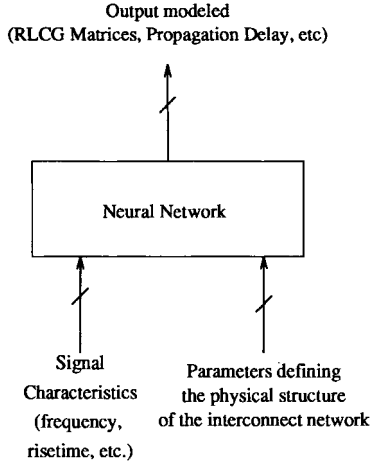 Output modeled
(RLCG Matrices, Propagation Delay, etc)
Neural Network
Signal
Characteristics
(frequency,
risetime, etc.)
Parameters defining
the physical structure
of the interconnect network